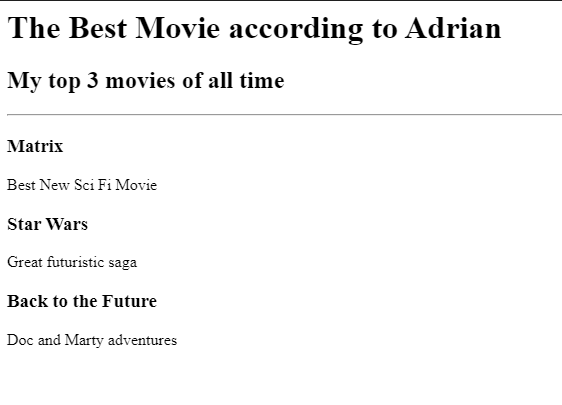 The Best Movie according to Adrian
My top 3 movies of all time
Matrix
Best New Sci Fi Movie
Star Wars
Great futuristic saga
Back to the Future
Doc and Marty adventures